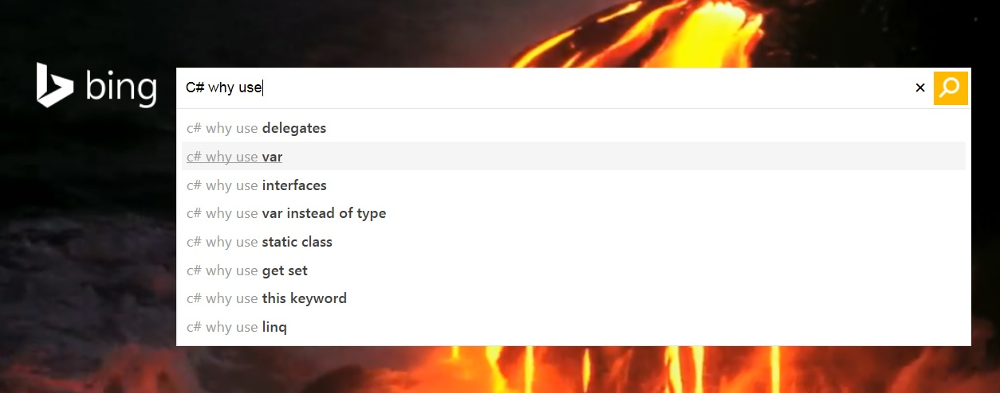 bing
C# why use
c# why use delegates
c# why use var
c# why use interfaces
c# why use var instead of type
c# why use static class
c# why use get set
c# why use this keyword
c# why use linq